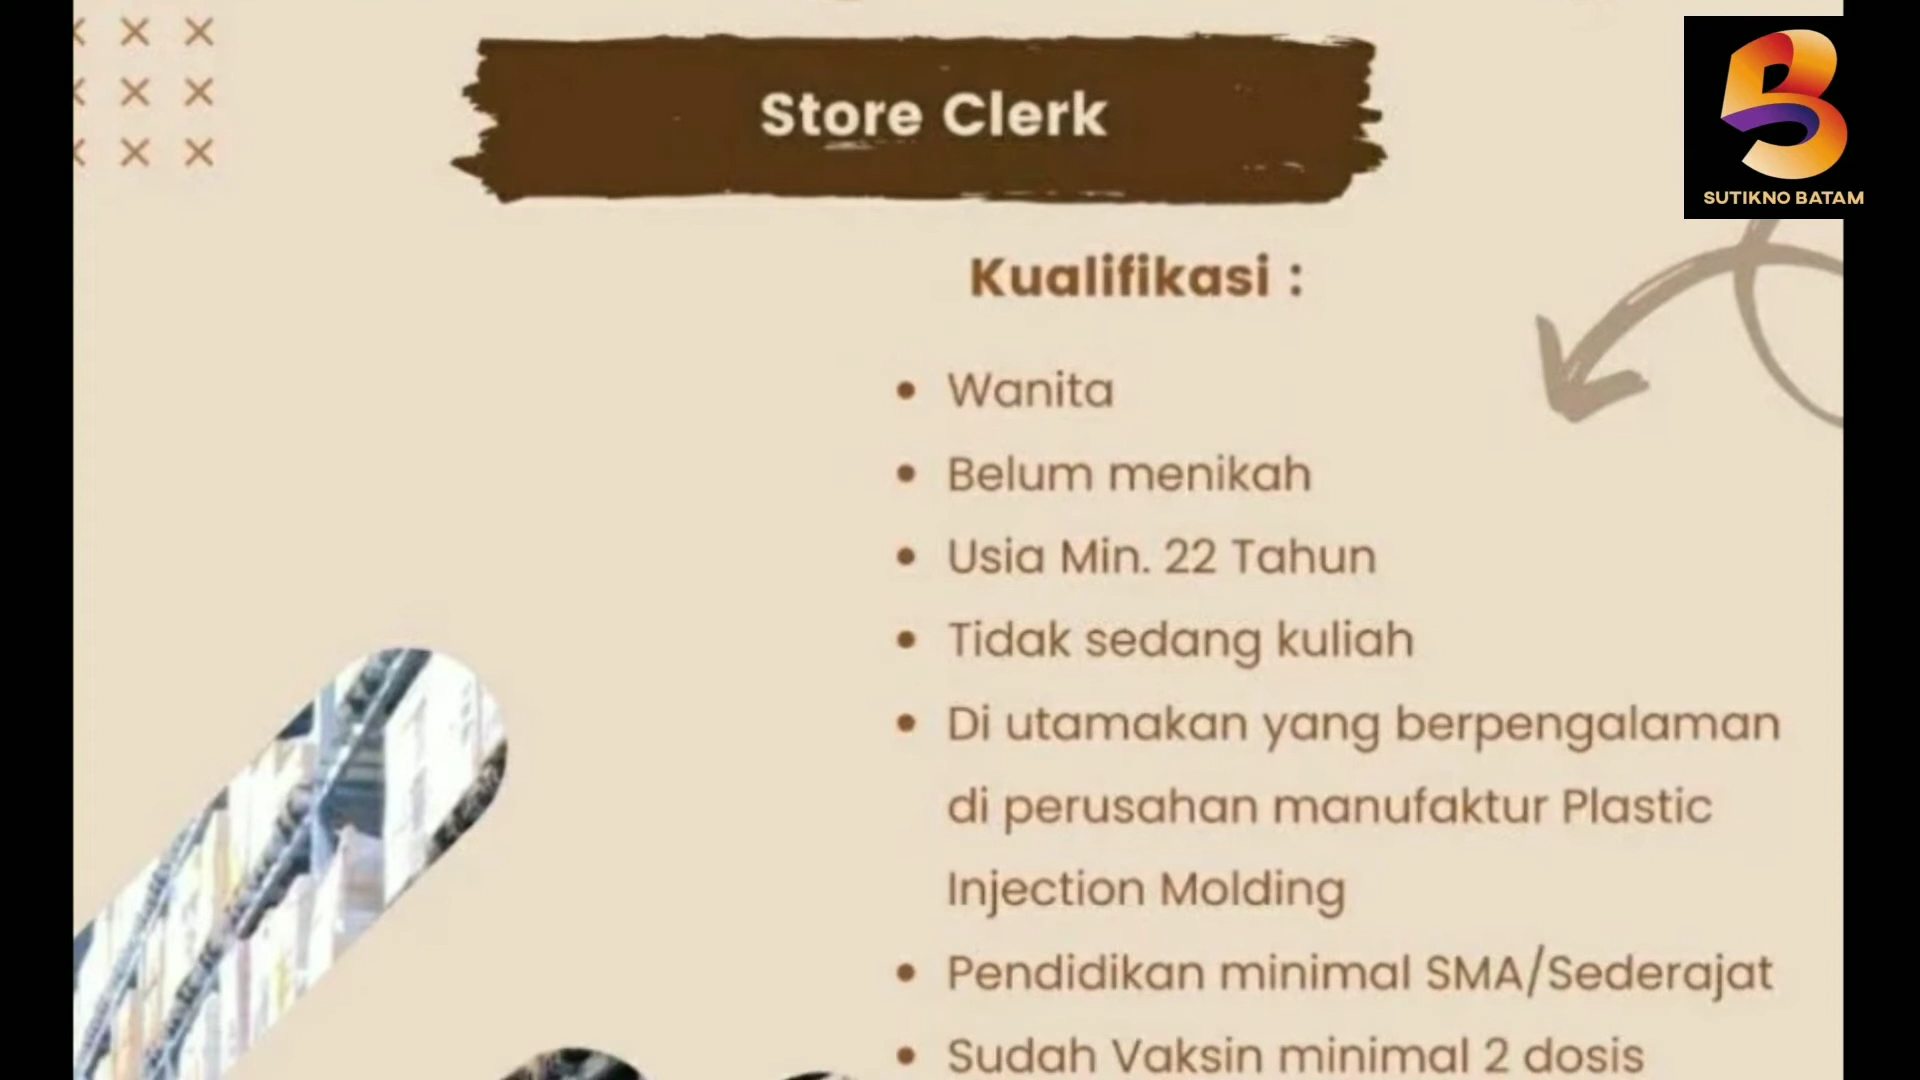 Store Clerk
SUTIKNO BATAM
Kualifikasi :
• Wanita
• Belum menikah
• Usia Min. 22 Tahun
• Tidak sedang kuliah
• Di utamakan yang berpengalaman
di perusahan manufaktur Plastic
Injection Molding
• Pendidikan minimal SMA/Sederajat
• Sudah Vaksin minimal 2 dosis